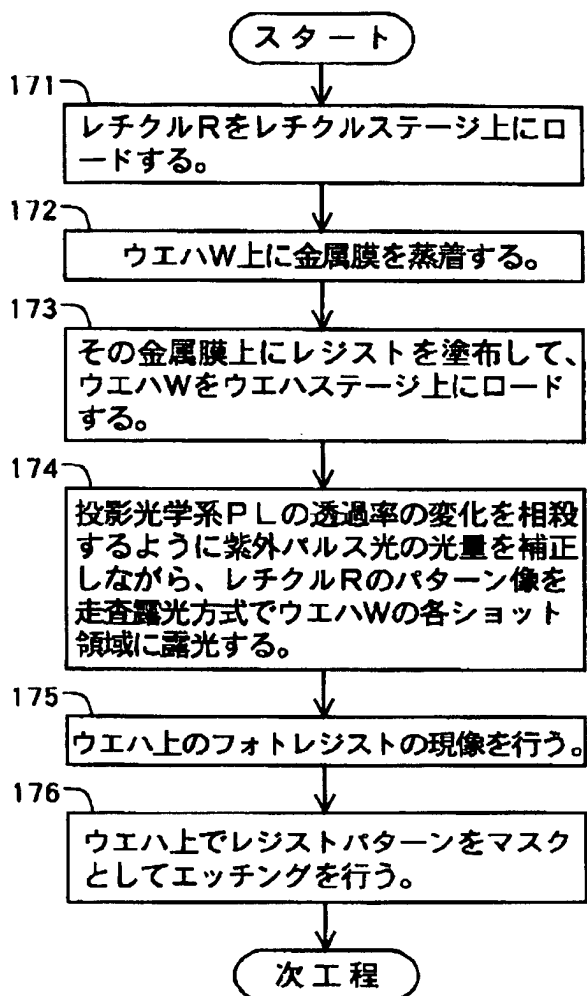 スタート
171
レチクルRをレチクルステージ上にロ
ードする。
172
ウエハW上に金属膜を蒸着する。
173
その金属膜上にレジストを塗布して、
ウエハWをウエハステージ上にロード
する。
174
投影光学系PLの透過率の変化を相殺
するように紫外パルス光の光量を補正
しながら、レチクルRのパターン像を
走査露光方式でウエハWの各ショット
領域に露光する。
175
ウエハ上のフォトレジストの現像を行う。
176
ウエハ上でレジストパターンをマスク
としてエッチングを行う。
次工程